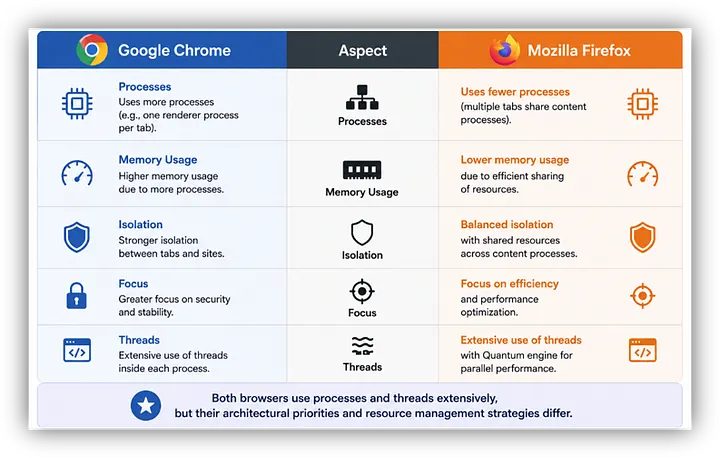 Google Chrome
Aspect
Mozilla Firefox
Processes
Uses more processes
(e.g., one renderer process
per tab).
Processes
Uses fewer processes
(multiple tabs share content
processes).
Memory Usage
Higher memory usage
due to more processes.
Memory Usage
Lower memory usage
due to efficient sharing
of resources.
Isolation
Stronger isolation
between tabs and sites.
Isolation
Balanced isolation
with shared resources
across content processes.
Focus
Greater focus on security
and stability.
Focus
Focus on efficiency
and performance
optimization.
Threads
Extensive use of threads
inside each process.
Threads
Extensive use of threads
with Quantum engine for
parallel performance.
Both browsers use processes and threads extensively,
but their architectural priorities and resource management strategies differ.